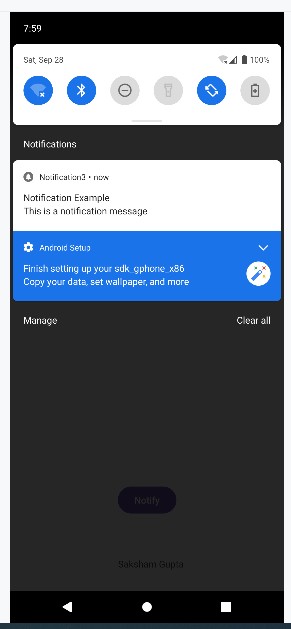 7:59
Sat, Sep 28
100%
Notifications
Notification3 • now
Notification Example
This is a notification message
Android Setup
Finish setting up your sdk_gphone_x86
Copy your data, set wallpaper, and more
Manage
Clear all
Notify
Saksham Gupta